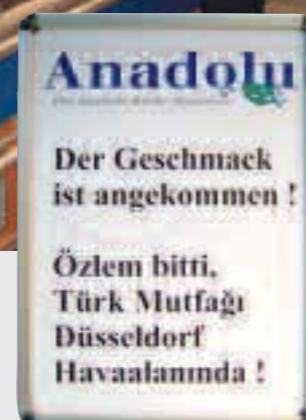 Anadolu
Der Geschmack
ist angekommen !
Özlem bitti,
Türk Mutfağı
Düsseldorf
Havaalanında !